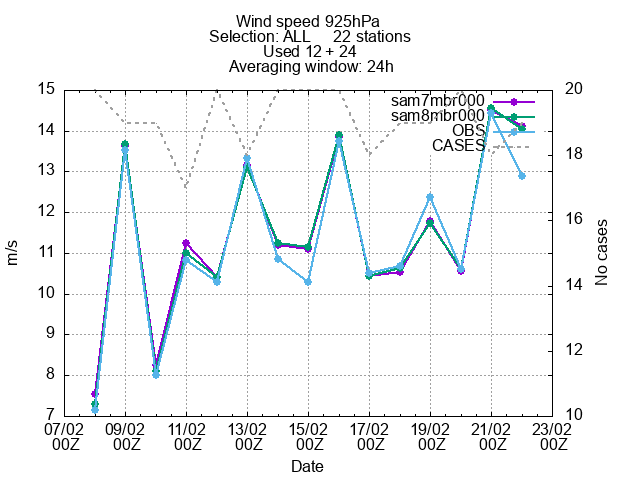 Wind speed 925hPa
Selection: ALL 22 stations
Used 12 + 24
Averaging window: 24h
sam7mbr000
sam8mbr000
OBS
CASES
15
14
13
12
11
10
9
8
7
m/s
20
18
16
14
12
10
No cases
07/02 09/02 11/02 13/02 15/02 17/02 19/02 21/02 23/02
00Z 00Z 00Z 00Z 00Z 00Z 00Z 00Z 00Z
Date